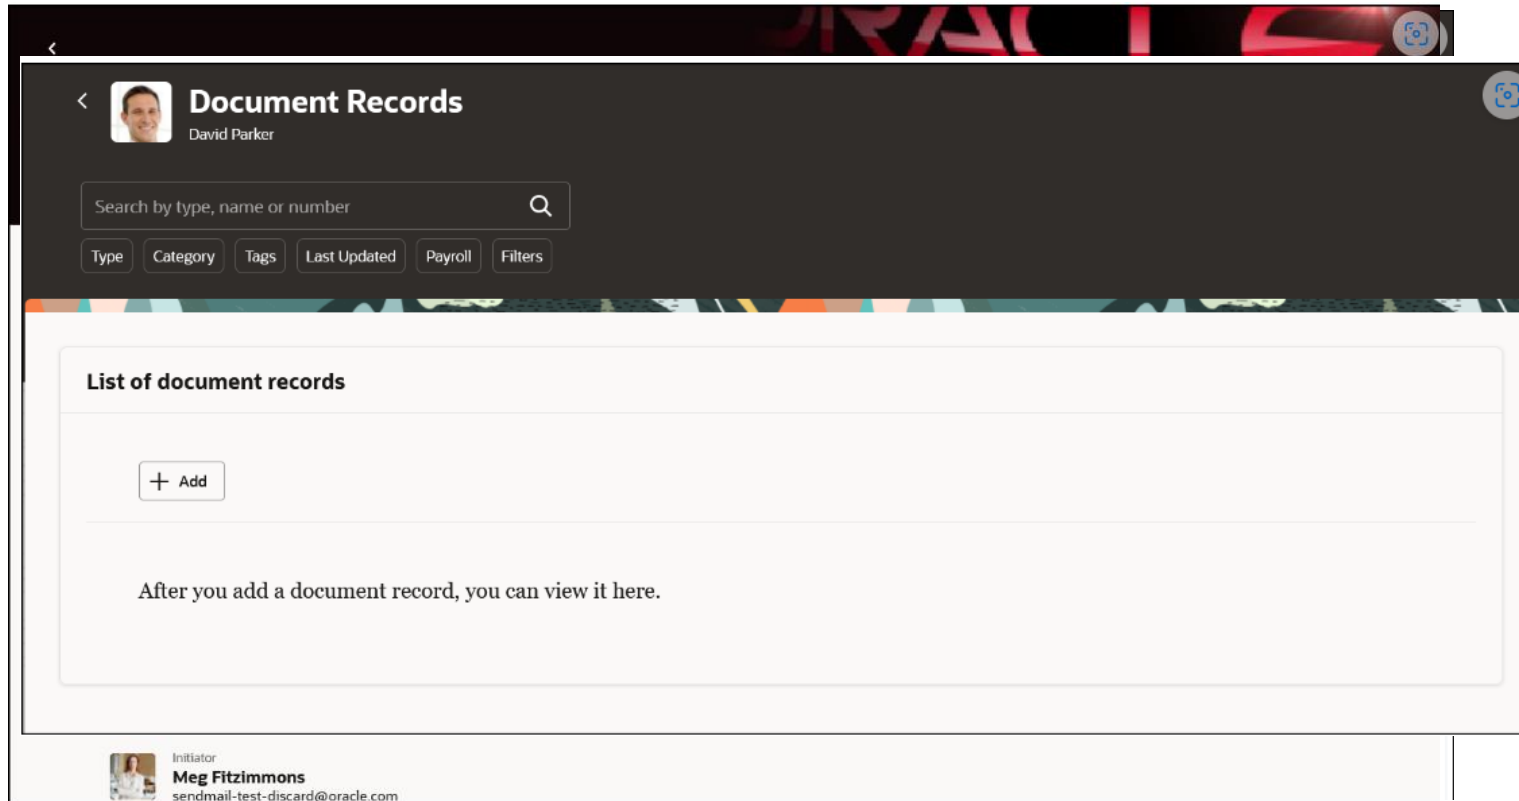 Document Records
David Parker
Search by type, name or number
Type Category Tags Last Updated Payroll Filters
List of document records
+ Add
After you add a document record, you can view it here.
Initiator
Meg Fitzimmons
sendmail-test-discard@oracle.com